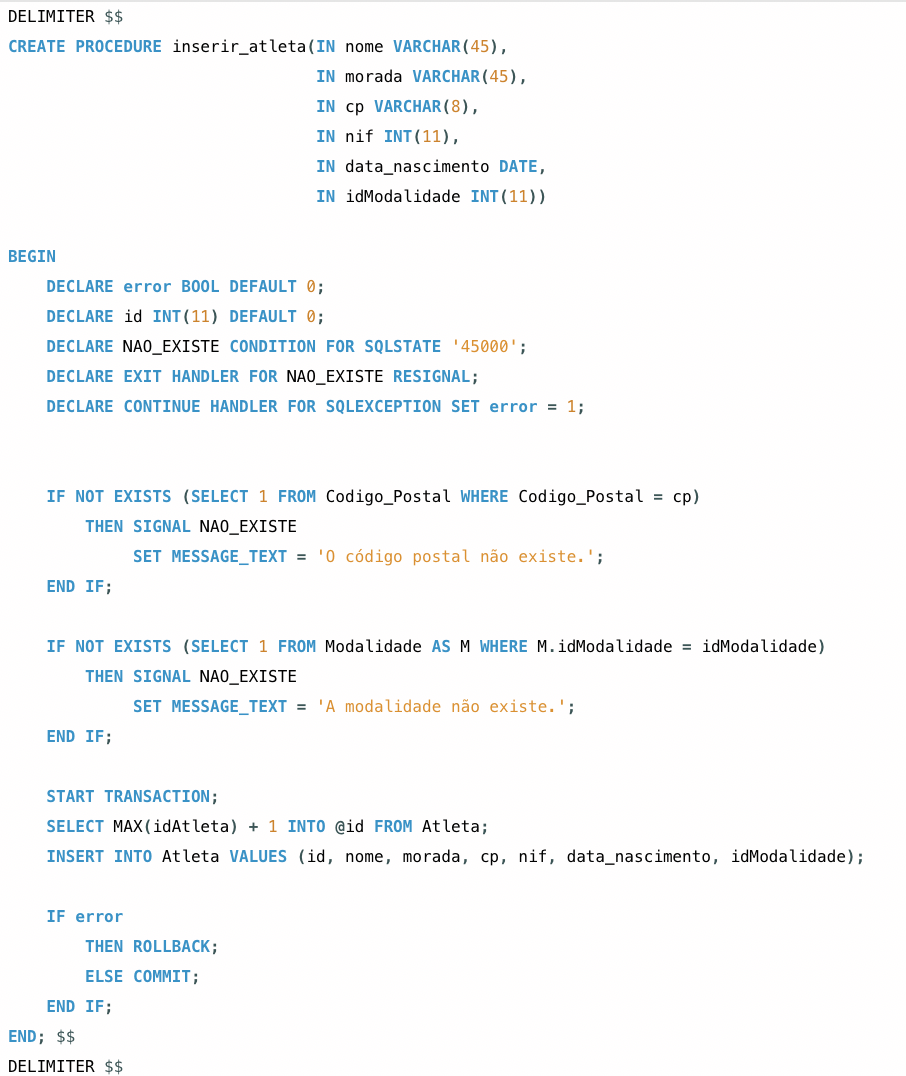 DELIMITER $$
CREATE PROCEDURE inserir_atleta(IN nome VARCHAR(45),
                                IN morada VARCHAR(45),
                                IN cp VARCHAR(8),
                                IN nif INT(11),
                                IN data_nascimento DATE,
                                IN idModalidade INT(11))

BEGIN
    DECLARE error BOOL DEFAULT 0;
    DECLARE id INT(11) DEFAULT 0;
    DECLARE NAO_EXISTE CONDITION FOR SQLSTATE '45000';
    DECLARE EXIT HANDLER FOR NAO_EXISTE RESIGNAL;
    DECLARE CONTINUE HANDLER FOR SQLEXCEPTION SET error = 1;


    IF NOT EXISTS (SELECT 1 FROM Codigo_Postal WHERE Codigo_Postal = cp)
        THEN SIGNAL NAO_EXISTE
             SET MESSAGE_TEXT = 'O código postal não existe.';
    END IF;

    IF NOT EXISTS (SELECT 1 FROM Modalidade AS M WHERE M.idModalidade = idModalidade)
        THEN SIGNAL NAO_EXISTE
             SET MESSAGE_TEXT = 'A modalidade não existe.';
    END IF;

    START TRANSACTION;
    SELECT MAX(idAtleta) + 1 INTO @id FROM Atleta;
    INSERT INTO Atleta VALUES (id, nome, morada, cp, nif, data_nascimento, idModalidade);

    IF error
        THEN ROLLBACK;
        ELSE COMMIT;
    END IF;
END; $$
DELIMITER $$